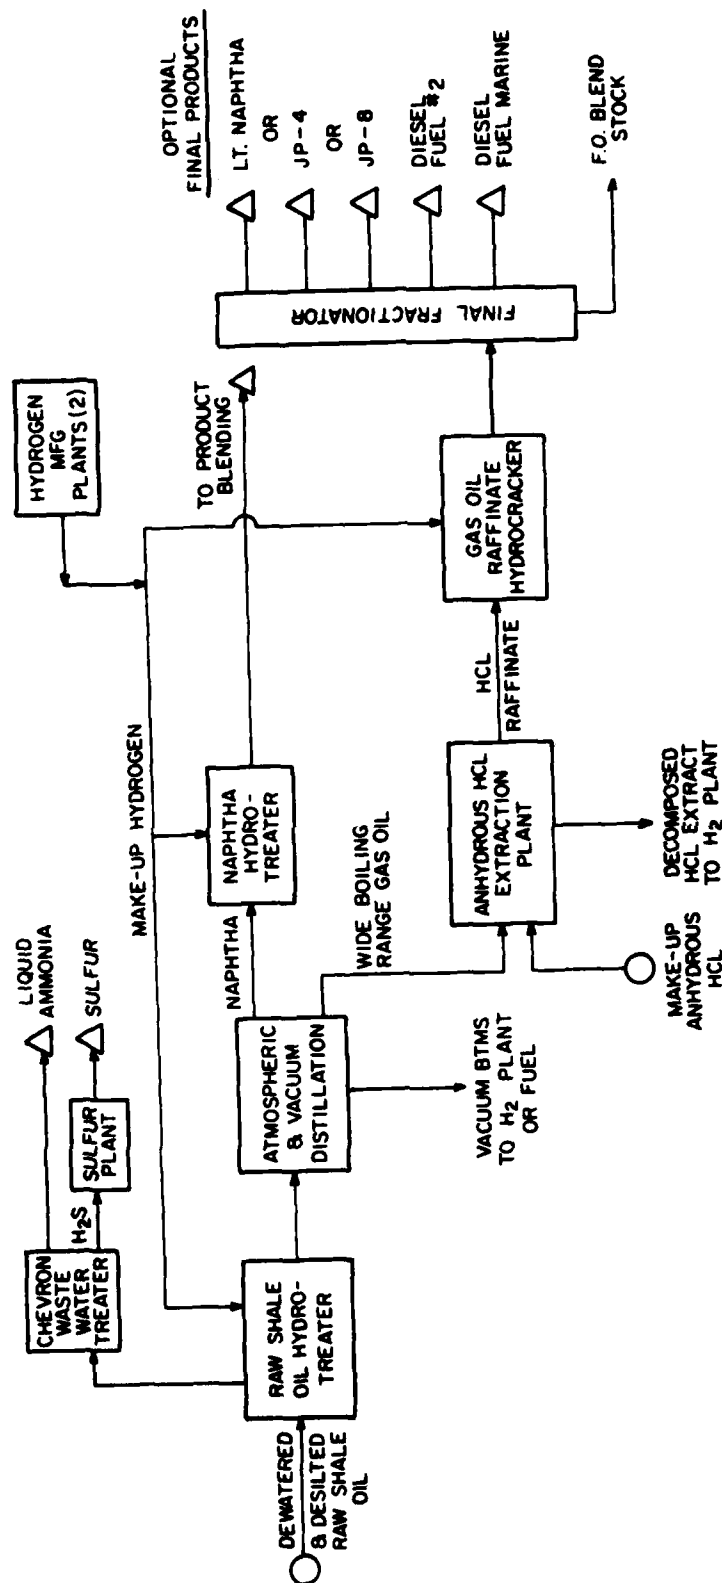 OPTIONAL
FINAL PRODUCTS
LT. NAPHTHA
OR
JP-4
OR
JP-8
DIESEL
FUEL #2
DIESEL
FUEL MARINE
F.O. BLEND
STOCK
FINAL FRACTIONATOR
HYDROGEN
MFG
PLANTS (2)
TO PRODUCT
BLENDING
GAS OIL
RAFFINATE
HYDROCRACKER
HCL
RAFFINATE
MAKE-UP HYDROGEN
NAPHTHA
HYDRO-
TREATER
NAPHTHA
WIDE BOILING
RANGE GAS OIL
ANHYDROUS HCL
EXTRACTION
PLANT
DECOMPOSED
HCL EXTRACT
TO H2 PLANT
MAKE-UP
ANHYDROUS
HCL
LIQUID
AMMONIA
SULFUR
SULFUR
PLANT
H2S
CHEVRON
WASTE
WATER
TREATER
ATMOSPHERIC
& VACUUM
DISTILLATION
VACUUM BTMS
TO H2 PLANT
OR FUEL
RAW SHALE
OIL HYDRO-
TREATER
DEWATERED
& DESILTED
RAW SHALE
OIL